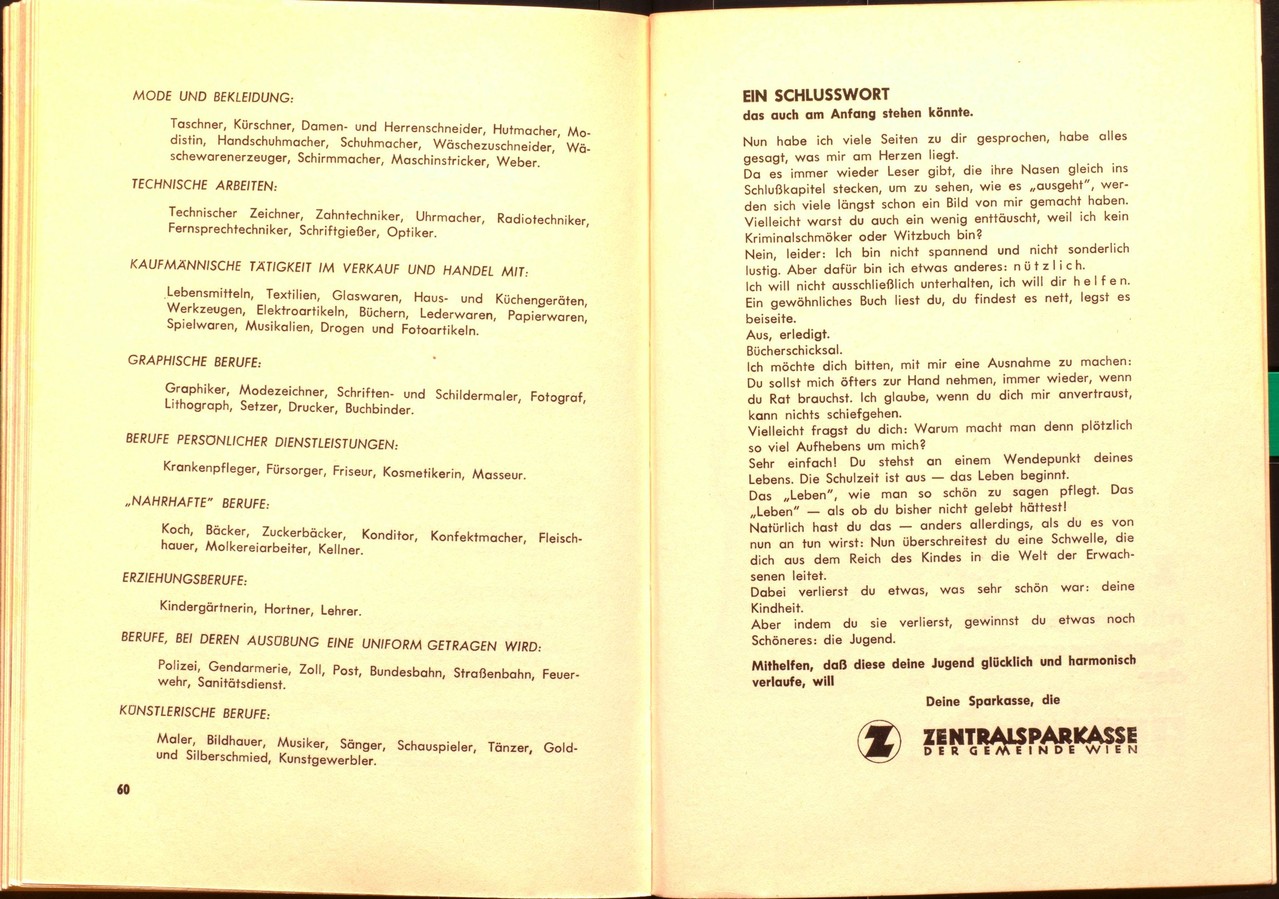 MODE UND BEKLEIDUNG:
Taschner, Kürschner, Damen- und Herrenschneider, Hutmacher, Mo-
distin, Handschuhmacher, Schuhmacher, Wäschezuschneider, Wä-
schewarenerzeuger, Schirmmacher, Maschinstricker, Weber.
TECHNISCHE ARBEITEN:
Technischer Zeichner, Zahntechniker, Uhrmacher, Radiotechniker,
Fernsprechtechniker, Schriftgießer, Optiker.
KAUFMÄNNISCHE TÄTIGKEIT IM VERKAUF UND HANDEL MIT:
Lebensmitteln, Textilien, Glaswaren, Haus- und Küchengeräten,
Werkzeugen, Elektroartikeln, Büchern, Lederwaren, Papierwaren,
Spielwaren, Musikalien, Drogen und Fotoartikeln.
GRAPHISCHE BERUFE:
Graphiker, Modezeichner, Schriften- und Schildermaler, Fotograf,
Lithograph, Setzer, Drucker, Buchbinder.
BERUFE PERSÖNLICHER DIENSTLEISTUNGEN:
Krankenpfleger, Fürsorger, Friseur, Kosmetikerin, Masseur.
„NAHRHAFTE" BERUFE:
Koch, Bäcker, Zuckerbäcker, Konditor, Konfektmacher, Fleisch-
hauer, Molkereiarbeiter, Kellner.
ERZIEHUNGSBERUFE:
Kindergärtnerin, Hortner, Lehrer.
BERUFE, BEI DEREN AUSÜBUNG EINE UNIFORM GETRAGEN WIRD:
Polizei, Gendarmerie, Zoll, Post, Bundesbahn, Straßenbahn, Feuer-
wehr, Sanitätsdienst.
KÜNSTLERISCHE BERUFE:
Maler, Bildhauer, Musiker, Sänger, Schauspieler, Tänzer, Gold-
und Silberschmied, Kunstgewerbler.
60
EIN SCHLUSSWORT
das auch am Anfang stehen könnte.
Nun habe ich viele Seiten zu dir gesprochen, habe alles
gesagt, was mir am Herzen liegt.
Da es immer wieder Leser gibt, die ihre Nasen gleich ins
Schlußkapitel stecken, um zu sehen, wie es „ausgeht", wer-
den sich viele längst schon ein Bild von mir gemacht haben.
Vielleicht warst du auch ein wenig enttäuscht, weil ich kein
Kriminalschmöker oder Witzbuch bin?
Nein, leider: Ich bin nicht spannend und nicht sonderlich
lustig. Aber dafür bin ich etwas anderes: n ü t z l i c h.
Ich will nicht ausschließlich unterhalten, ich will dir h e l f e n.
Ein gewöhnliches Buch liest du, du findest es nett, legst es
beiseite.
Aus, erledigt.
Bücherschicksal.
Ich möchte dich bitten, mit mir eine Ausnahme zu machen:
Du sollst mich öfters zur Hand nehmen, immer wieder, wenn
du Rat brauchst. Ich glaube, wenn du dich mir anvertraust,
kann nichts schiefgehen.
Vielleicht fragst du dich: Warum macht man denn plötzlich
so viel Aufhebens um mich?
Sehr einfach! Du stehst an einem Wendepunkt deines
Lebens. Die Schulzeit ist aus — das Leben beginnt.
Das „Leben", wie man so schön zu sagen pflegt. Das
„Leben" — als ob du bisher nicht gelebt hättest!
Natürlich hast du das — anders allerdings, als du es von
nun an tun wirst: Nun überschreitest du eine Schwelle, die
dich aus dem Reich des Kindes in die Welt der Erwach-
senen leitet.
Dabei verlierst du etwas, was sehr schön war: deine
Kindheit.
Aber indem du sie verlierst, gewinnst du etwas noch
Schöneres: die Jugend.
Mithelfen, daß diese deine Jugend glücklich und harmonisch
verlaufe, will
Deine Sparkasse, die
Z ZENTRALSPARKASSE
DER GEMEINDE WIEN